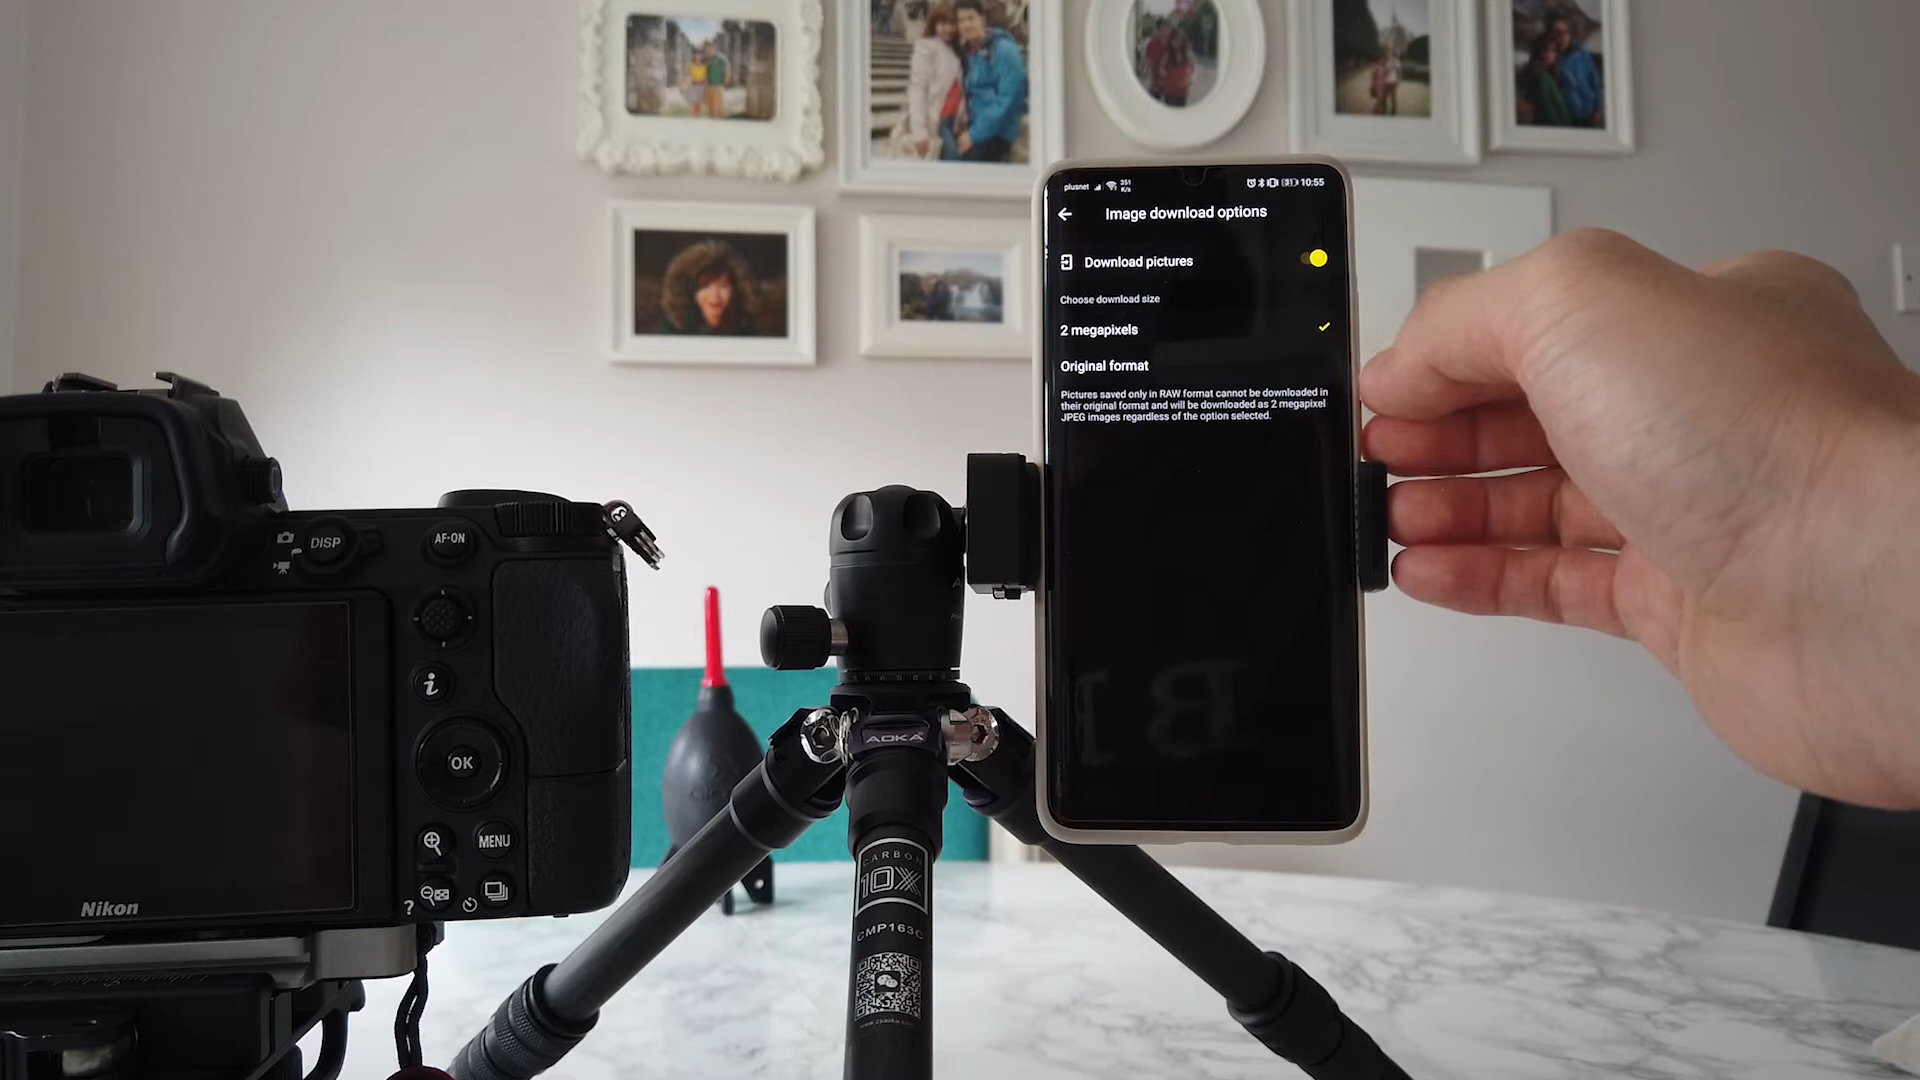 plusnet
351
K/s
10:55
Image download options
Download pictures
Choose download size
2 megapixels
Original format
Pictures saved only in RAW format cannot be downloaded in
their original format and will be downloaded as 2 megapixel
JPEG images regardless of the option selected.
DISP
AF-ON
i
OK
MENU
?
Nikon
AOKA
CARBON
10X
CMP163C
B